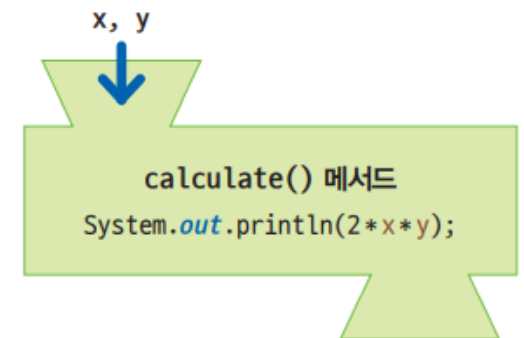 x, y
calculate() 메서드
System.out.println(2*x*y);